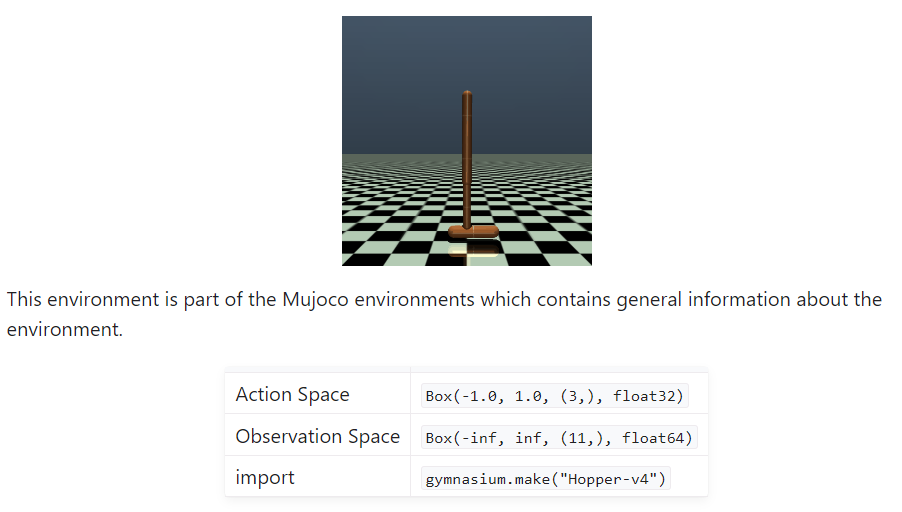 This environment is part of the Mujoco environments which contains general information about the
environment.
Action Space Box(-1.0, 1.0, (3,), float32)
Observation Space Box(-inf, inf, (11,), float64)
import gymnasium.make("Hopper-v4")